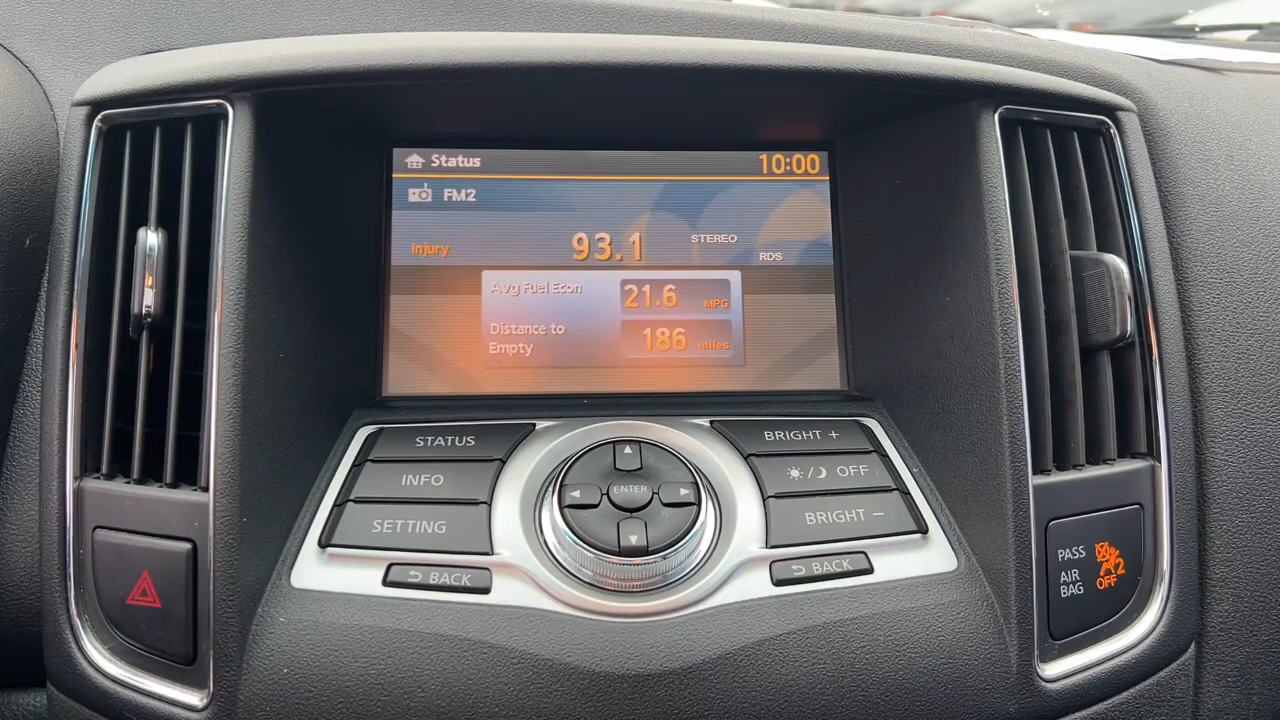 Status 10:00
FM2
Injury 93.1 STEREO
RDS
Avg Fuel Econ 21.6 MPG
Distance to
Empty 186 miles
STATUS
INFO
SETTING
BACK
ENTER
BRIGHT +
/ OFF
BRIGHT −
BACK
PASS
AIR
BAG
2
OFF